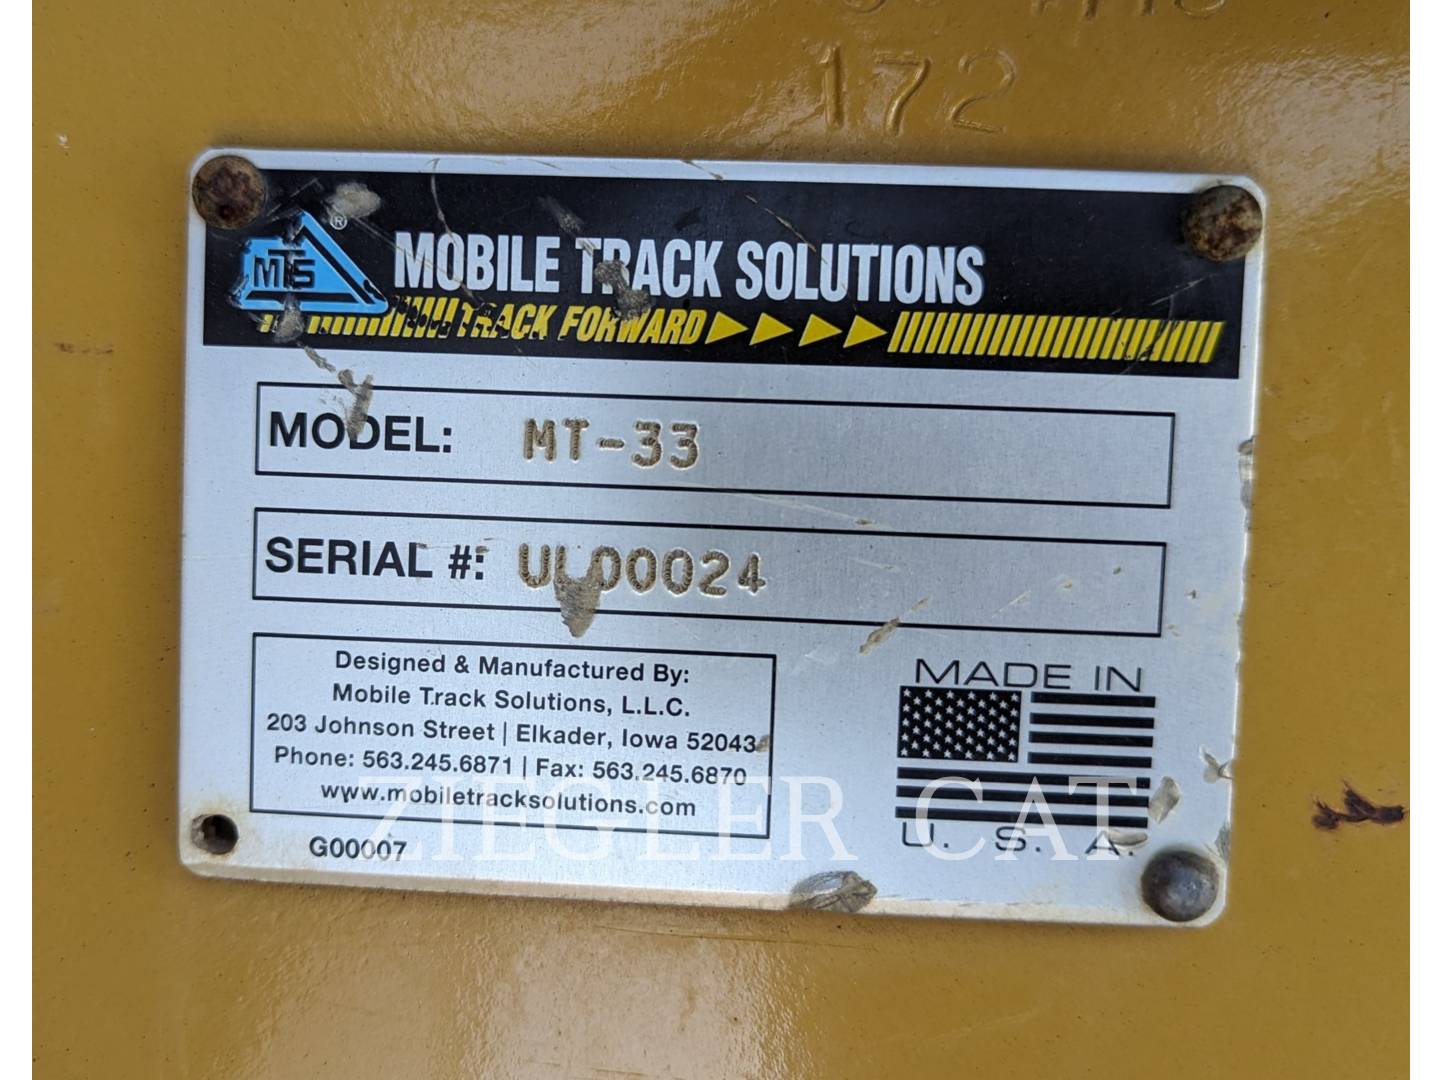 172
MTS ®
MOBILE TRACK SOLUTIONS
TRACK FORWARD
MODEL: MT-33
SERIAL #: UL00024
Designed & Manufactured By:
Mobile Track Solutions, L.L.C.
203 Johnson Street | Elkader, Iowa 52043
Phone: 563.245.6871 | Fax: 563.245.6870
www.mobiletracksolutions.com
G00007
MADE IN
U. S. A.
ZIEGLER CAT